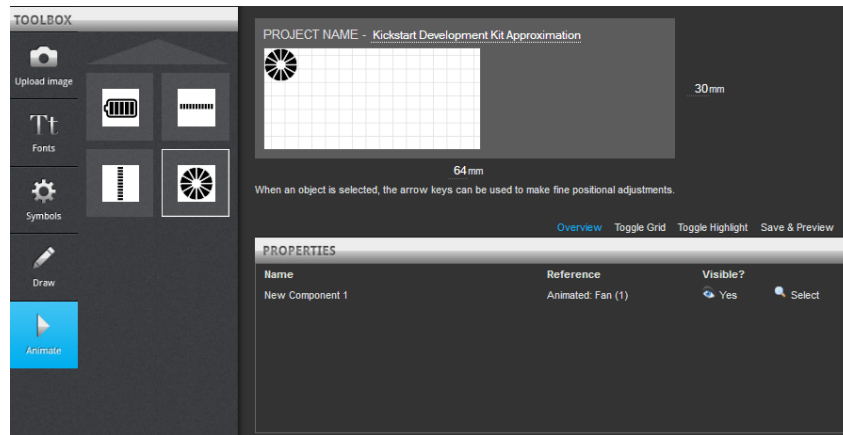 TOOLBOX
Upload image
Tt
Fonts
Symbols
Draw
Animate
PROJECT NAME - Kickstart Development Kit Approximation
30mm
64mm
When an object is selected, the arrow keys can be used to make fine positional adjustments.
Overview Toggle Grid Toggle Highlight Save & Preview
PROPERTIES
Name Reference Visible?
New Component 1 Animated: Fan (1) Yes Select